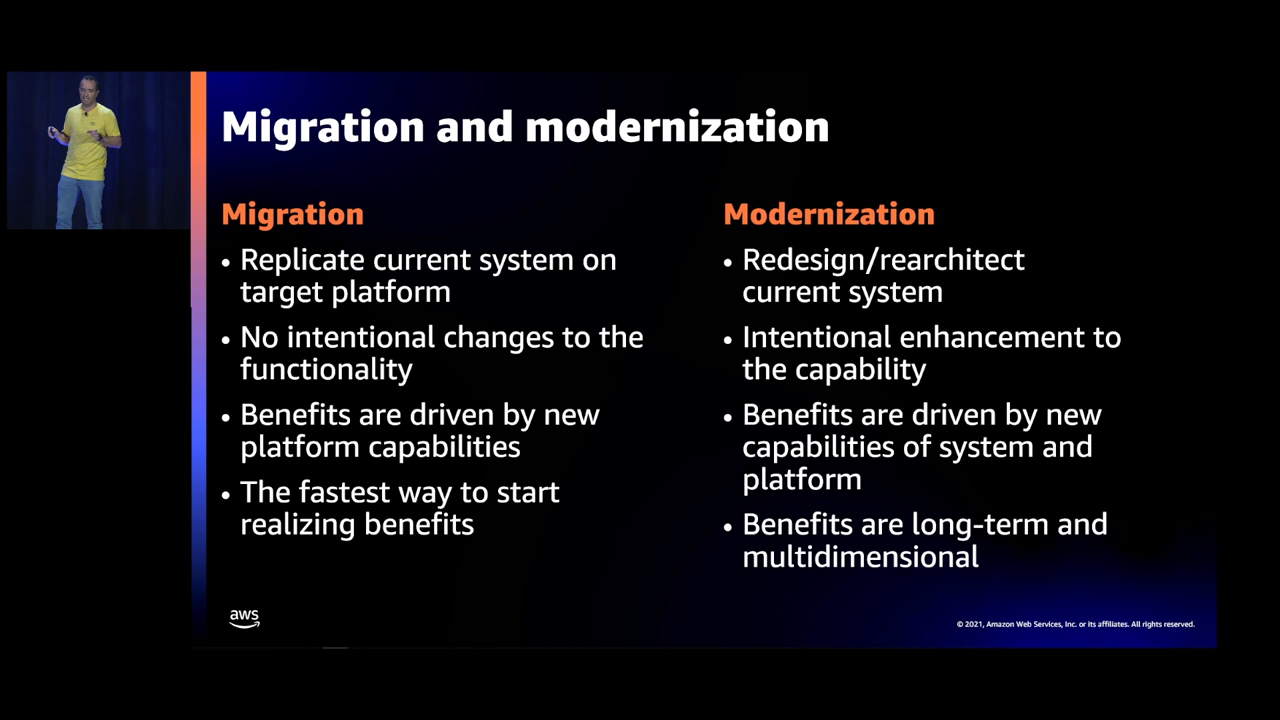 Migration and modernization
Migration
• Replicate current system on
target platform
• No intentional changes to the
functionality
• Benefits are driven by new
platform capabilities
• The fastest way to start
realizing benefits
Modernization
• Redesign/rearchitect
current system
• Intentional enhancement to
the capability
• Benefits are driven by new
capabilities of system and
platform
• Benefits are long-term and
multidimensional
aws
© 2021, Amazon Web Services, Inc. or its affiliates. All rights reserved.